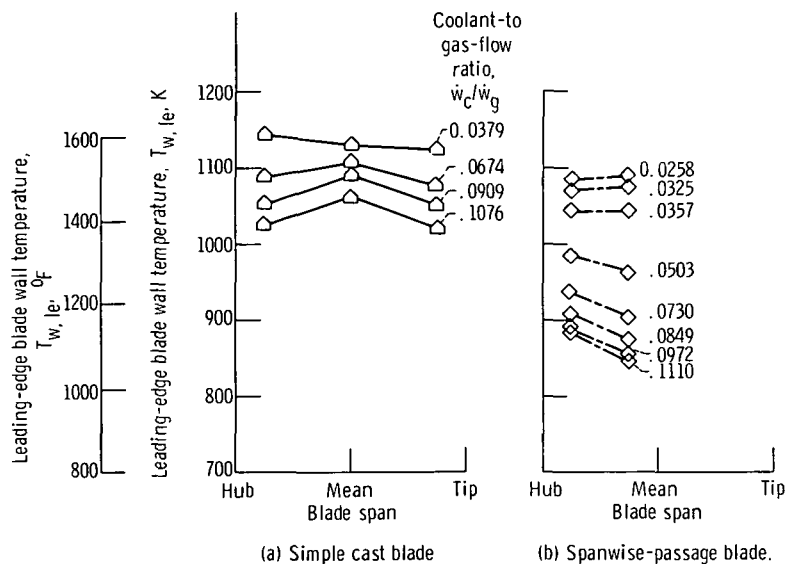 Coolant-to
gas-flow
ratio,
ẇc/ẇg
0.0379
.0674
.0909
.1076
Leading-edge blade wall temperature,
Tw, le, °F
1600
1400
1200
1000
800
Leading-edge blade wall temperature, Tw, le, K
1200
1100
1000
900
800
700
Hub
Mean
Tip
Blade span
(a) Simple cast blade
0.0258
.0325
.0357
.0503
.0730
.0849
.0972
.1110
Hub
Mean
Tip
Blade span
(b) Spanwise-passage blade.